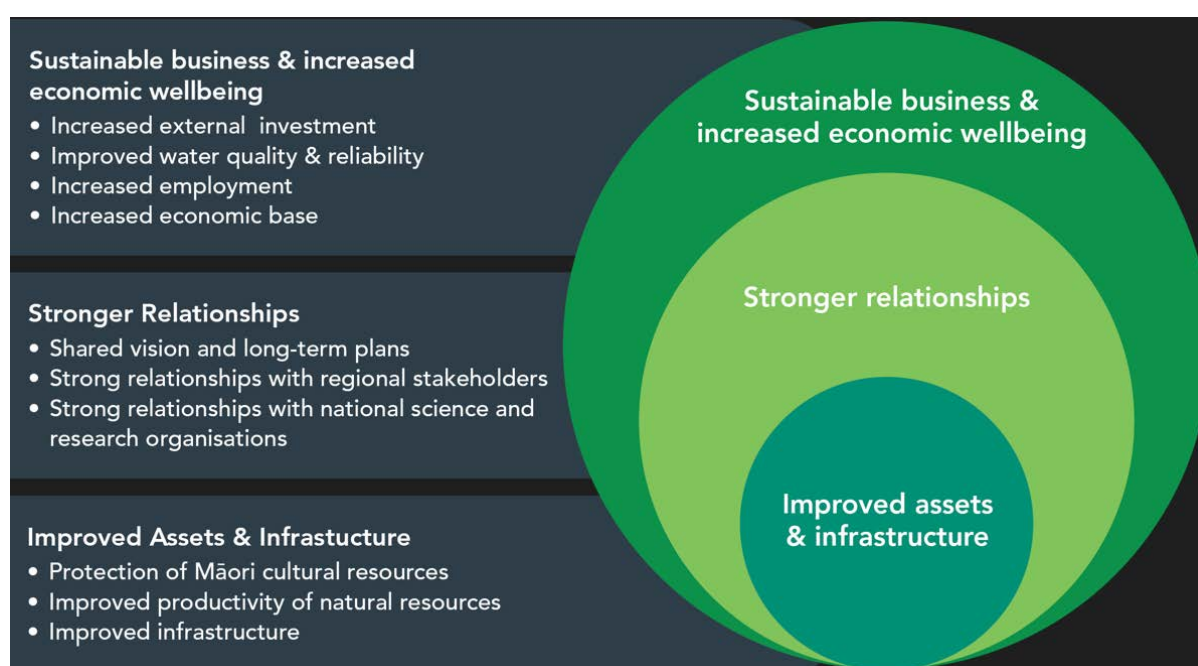 Sustainable business & increased
economic wellbeing
• Increased external investment
• Improved water quality & reliability
• Increased employment
• Increased economic base
Stronger Relationships
• Shared vision and long-term plans
• Strong relationships with regional stakeholders
• Strong relationships with national science and
research organisations
Improved Assets & Infrastucture
• Protection of Māori cultural resources
• Improved productivity of natural resources
• Improved infrastructure
Sustainable business &
increased economic wellbeing
Stronger relationships
Improved assets
& infrastructure